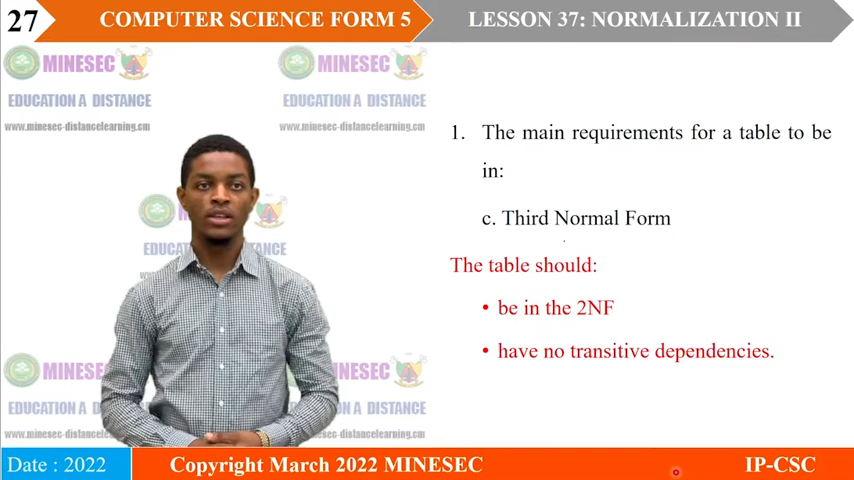 27
COMPUTER SCIENCE FORM 5
LESSON 37: NORMALIZATION II
MINESEC
MINESEC
EDUCATION A DISTANCE
EDUCATION A DISTANCE
www.minesec-distancelearning.cm
www.minesec-distancelearning.cm
1. The main requirements for a table to be
in:
c. Third Normal Form
The table should:
• be in the 2NF
• have no transitive dependencies.
MINESEC
MINESEC
EDUCATION A DISTANCE
Date : 2022
Copyright March 2022 MINESEC
IP-CSC